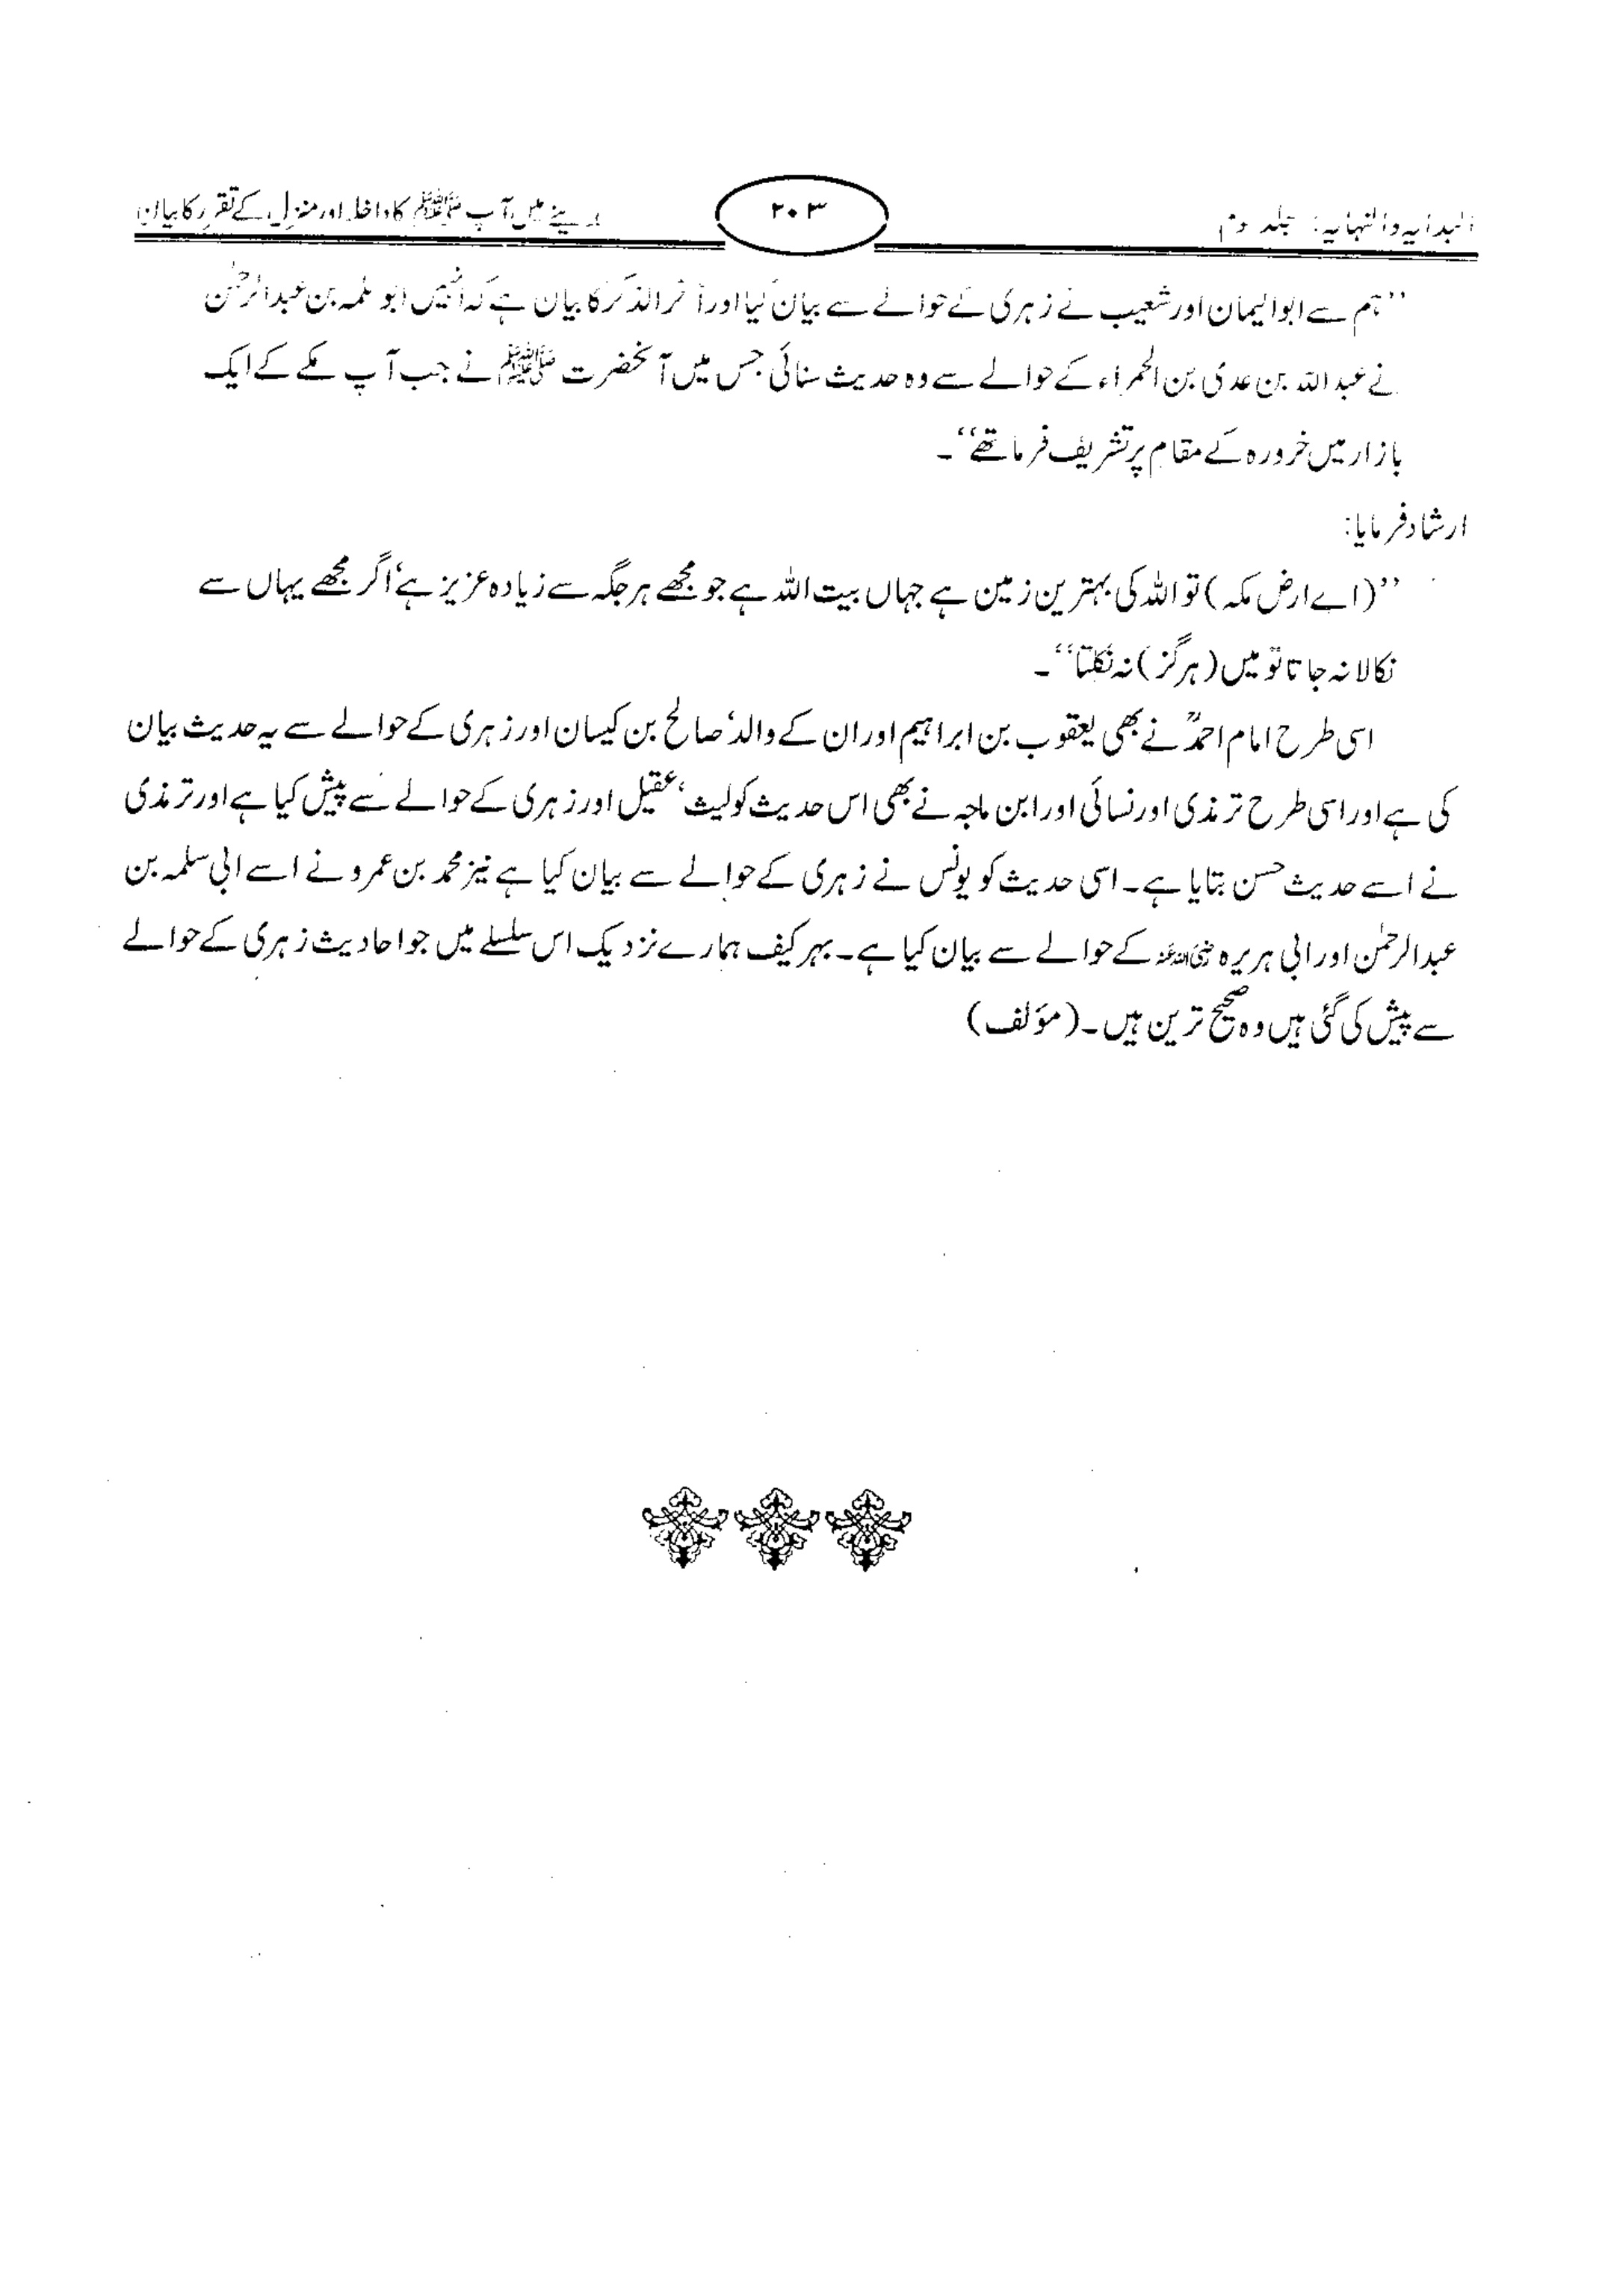 البدایہ والنہایہ: جلد سوم
۲۰۳
مدینے میں آپ ﷺ کا داخلہ اور منزل کے تقرر کا بیان
’’ہم سے ابوالیمان اور شعیب نے زہری کے حوالے سے بیان کیا اور آخر الذکر کا بیان ہے کہ انہیں ابو سلمہ بن عبدالرحمٰن
نے عبداللہ بن عدی بن الحمراء کے حوالے سے وہ حدیث سنائی جس میں آنحضرت ﷺ نے جب آپ مکے کے ایک
بازار میں خرورہ کے مقام پر تشریف فرما تھے‘‘۔
ارشاد فرمایا:
’’(اے ارض مکہ) تو اللہ کی بہترین زمین ہے جہاں بیت اللہ ہے جو مجھے ہر جگہ سے زیادہ عزیز ہے‘ اگر مجھے یہاں سے
نکالا نہ جاتا تو میں (ہرگز) نہ نکلتا‘‘۔
اسی طرح امام احمدؒ نے بھی یعقوب بن ابراہیم اور ان کے والد‘ صالح بن کیسان اور زہری کے حوالے سے یہ حدیث بیان
کی ہے اور اسی طرح ترمذی اور نسائی اور ابن ماجہ نے بھی اس حدیث کو لیث‘ عقیل اور زہری کے حوالے سے پیش کیا ہے اور ترمذی
نے اسے حدیث حسن بتایا ہے۔ اسی حدیث کو یونس نے زہری کے حوالے سے بیان کیا ہے نیز محمد بن عمرو نے اسے ابی سلمہ بن
عبدالرحمٰن اور ابی ہریرہ رضی اللہ عنہ کے حوالے سے بیان کیا ہے۔ بہر کیف ہمارے نزدیک اس سلسلے میں جو احادیث زہری کے حوالے
سے پیش کی گئی ہیں وہ صحیح ترین ہیں۔ (مؤلف)